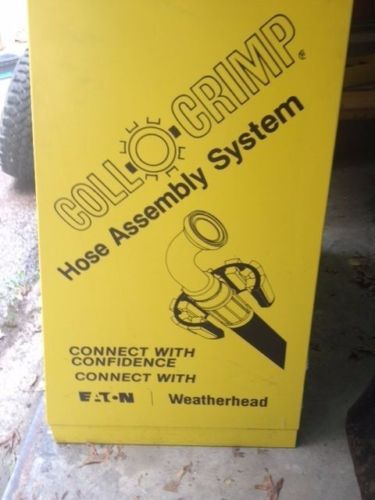 COLL-O-CRIMP®
Hose Assembly System
CONNECT WITH
CONFIDENCE
CONNECT WITH
EATON | Weatherhead